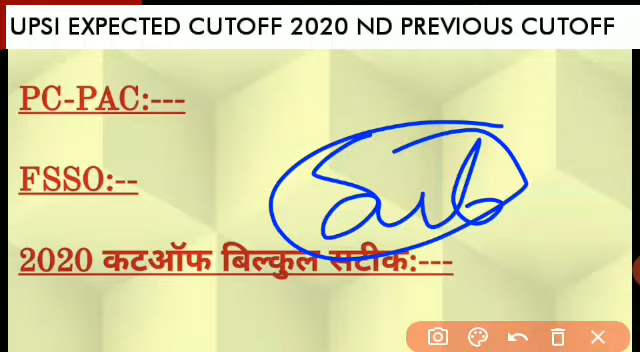 UPSI EXPECTED CUTOFF 2020 ND PREVIOUS CUTOFF
PC-PAC:---
FSSO:--
2020 कटऑफ बिल्कुल सटीक:---